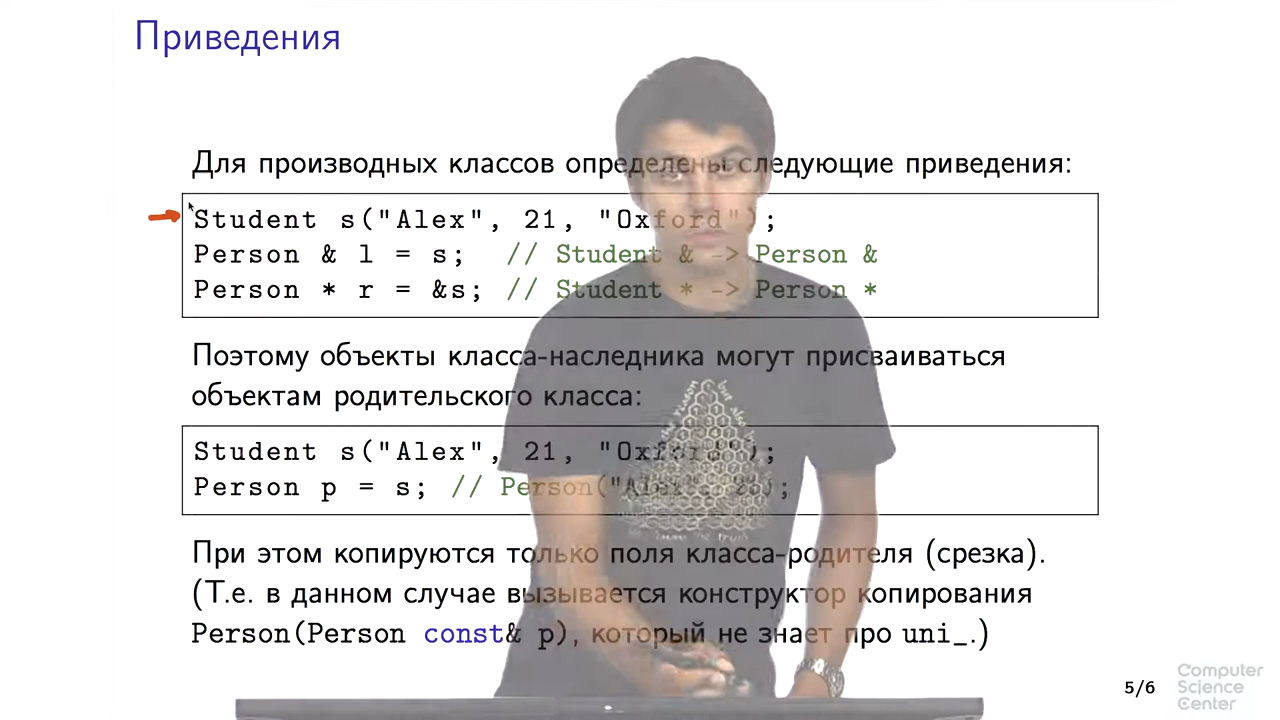 Приведения
Для производных классов определены следующие приведения:
Student s("Alex", 21, "Oxford");
Person & l = s; // Student & -> Person &
Person * r = &s; // Student * -> Person *
Поэтому объекты класса-наследника могут присваиваться
объектам родительского класса:
Student s("Alex", 21, "Oxford");
Person p = s; // Person("Alex", 21);
При этом копируются только поля класса-родителя (срезка).
(Т.е. в данном случае вызывается конструктор копирования
Person(Person const& p), который не знает про uni_.)
5/6
Computer
Science
Center